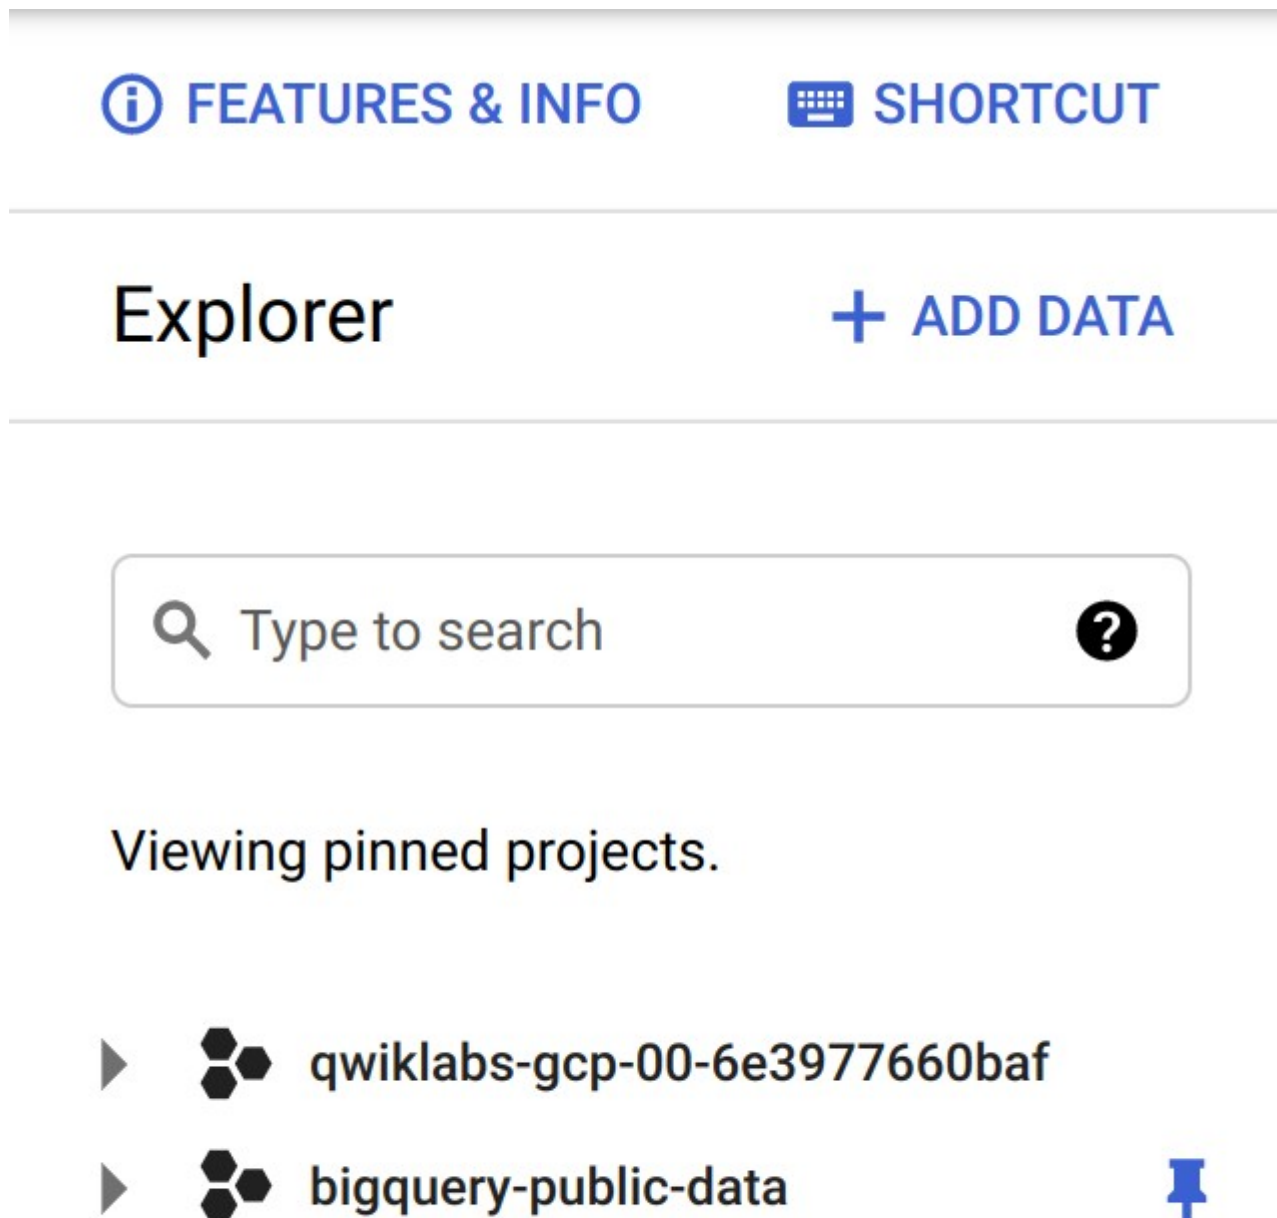 FEATURES & INFO SHORTCUT
Explorer ADD DATA
Type to search
Viewing pinned projects.
qwiklabs-gcp-00-6e3977660baf
bigquery-public-data